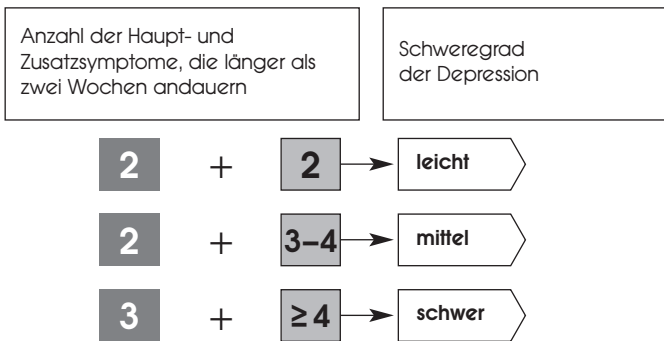 Anzahl der Haupt- und
Zusatzsymptome, die länger als
zwei Wochen andauern
Schweregrad
der Depression
2 + 2 leicht
2 + 3–4 mittel
3 + ≥ 4 schwer